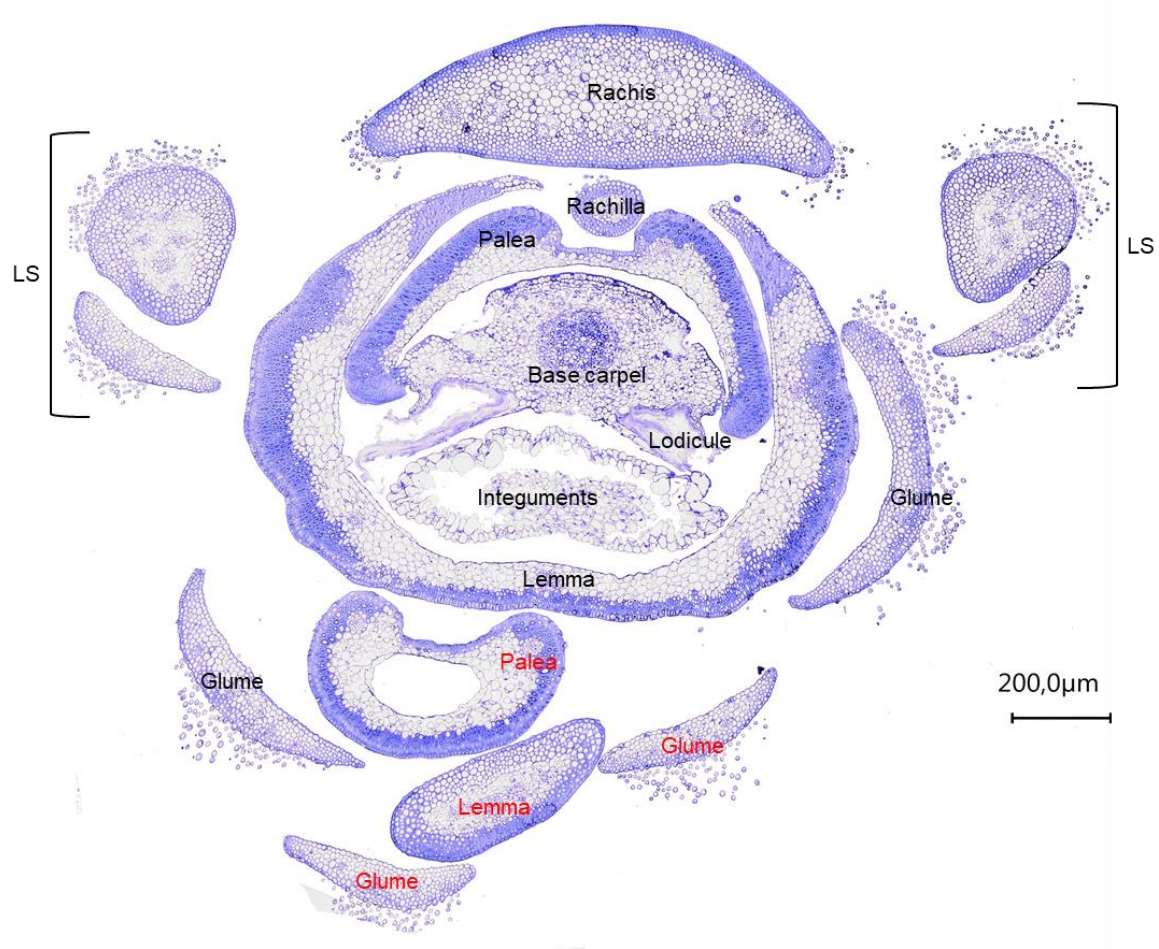 Rachis
Rachilla
Palea
LS
LS
Base carpel
Lodicule
Integuments
Glume
Lemma
Palea
Glume
200,0µm
Glume
Lemma
Glume